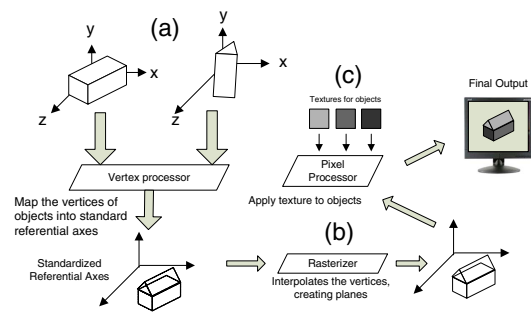 (a)
y
x
z
y
x
z
Vertex processor
Map the vertices of
objects into standard
referential axes
Standardized
Referential Axes
(b)
Rasterizer
Interpolates the vertices,
creating planes
(c)
Textures for objects
Pixel
Processor
Apply texture to objects
Final Output